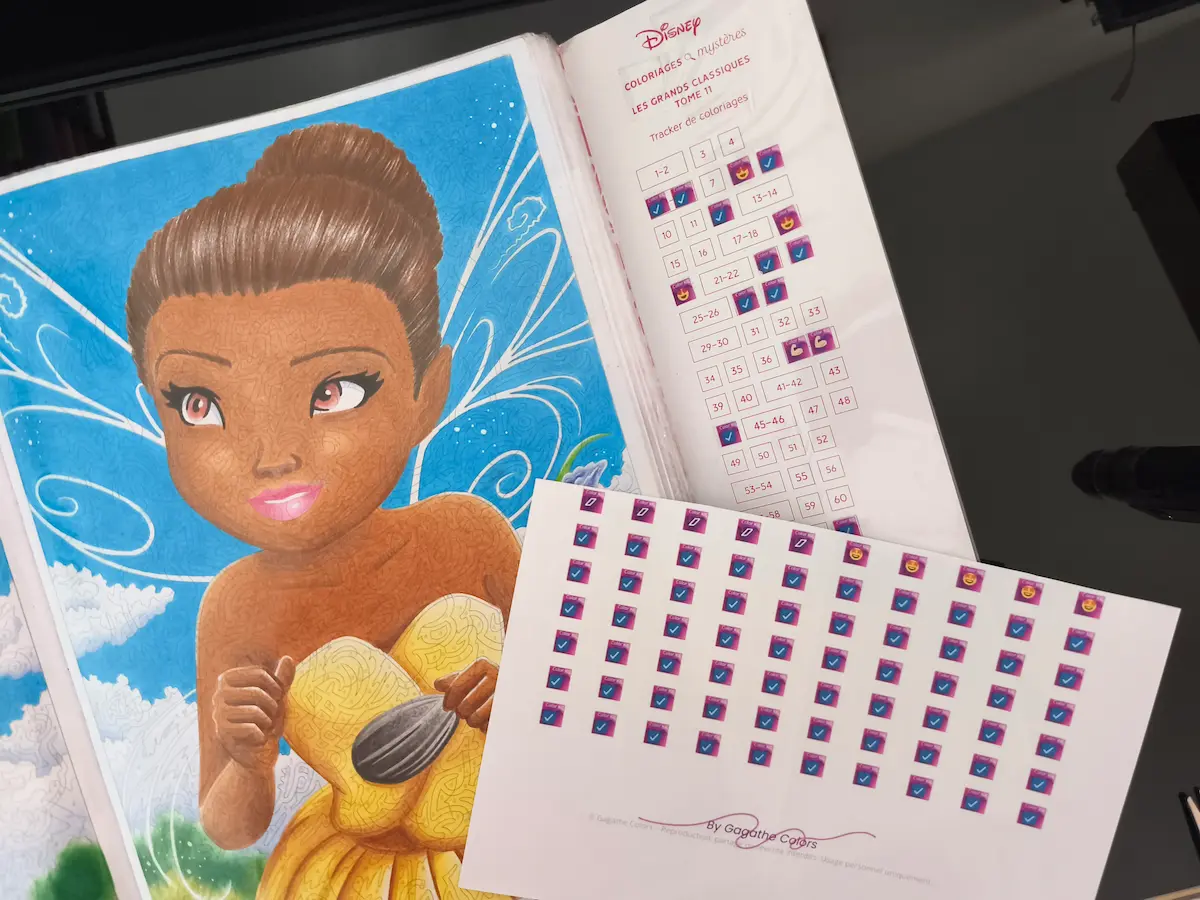 Disney
COLORIAGES mystères
LES GRANDS CLASSIQUES
TOME 11
Tracker de coloriages
1-2 3 4
7
13-14
10 11
15 16 17-18
21-22
25-26
29-30 31 32 33
34 35 36
39 40 41-42 43
45-46 47 48
49 50 51 52
53-54 55 56
58 59 60
By Gagathe Colors
© Gagathe Colors - Reproduction
Usage personnel uniquement